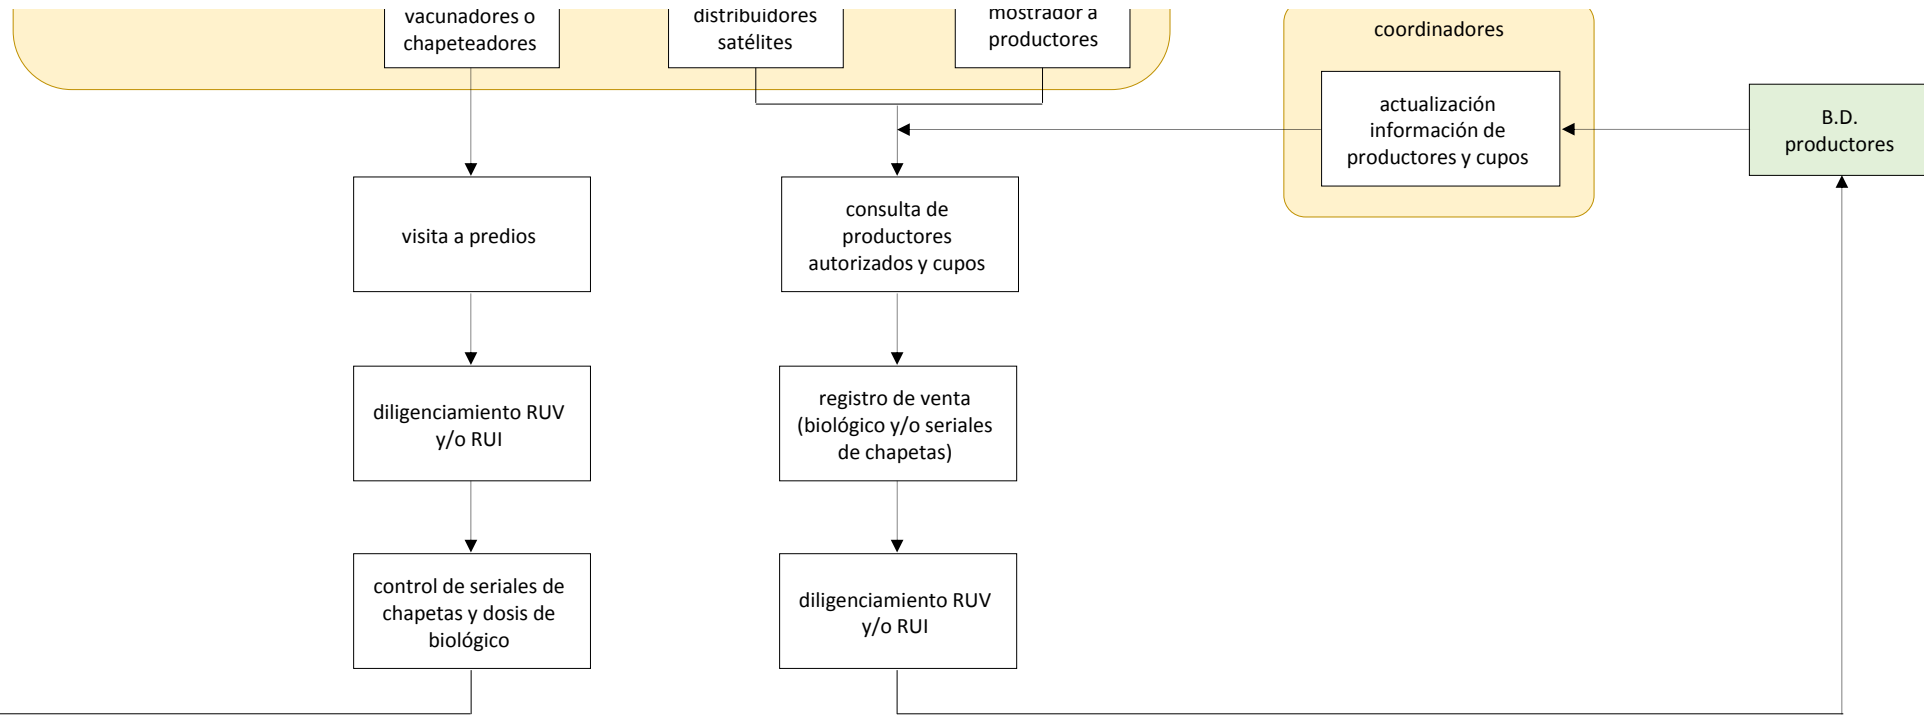 vacunadores o
chapeteadores
distribuidores
satélites
mostrador a
productores
coordinadores
actualización
información de
productores y cupos
B.D.
productores
visita a predios
consulta de
productores
autorizados y cupos
diligenciamiento RUV
y/o RUI
registro de venta
(biológico y/o seriales
de chapetas)
control de seriales de
chapetas y dosis de
biológico
diligenciamiento RUV
y/o RUI